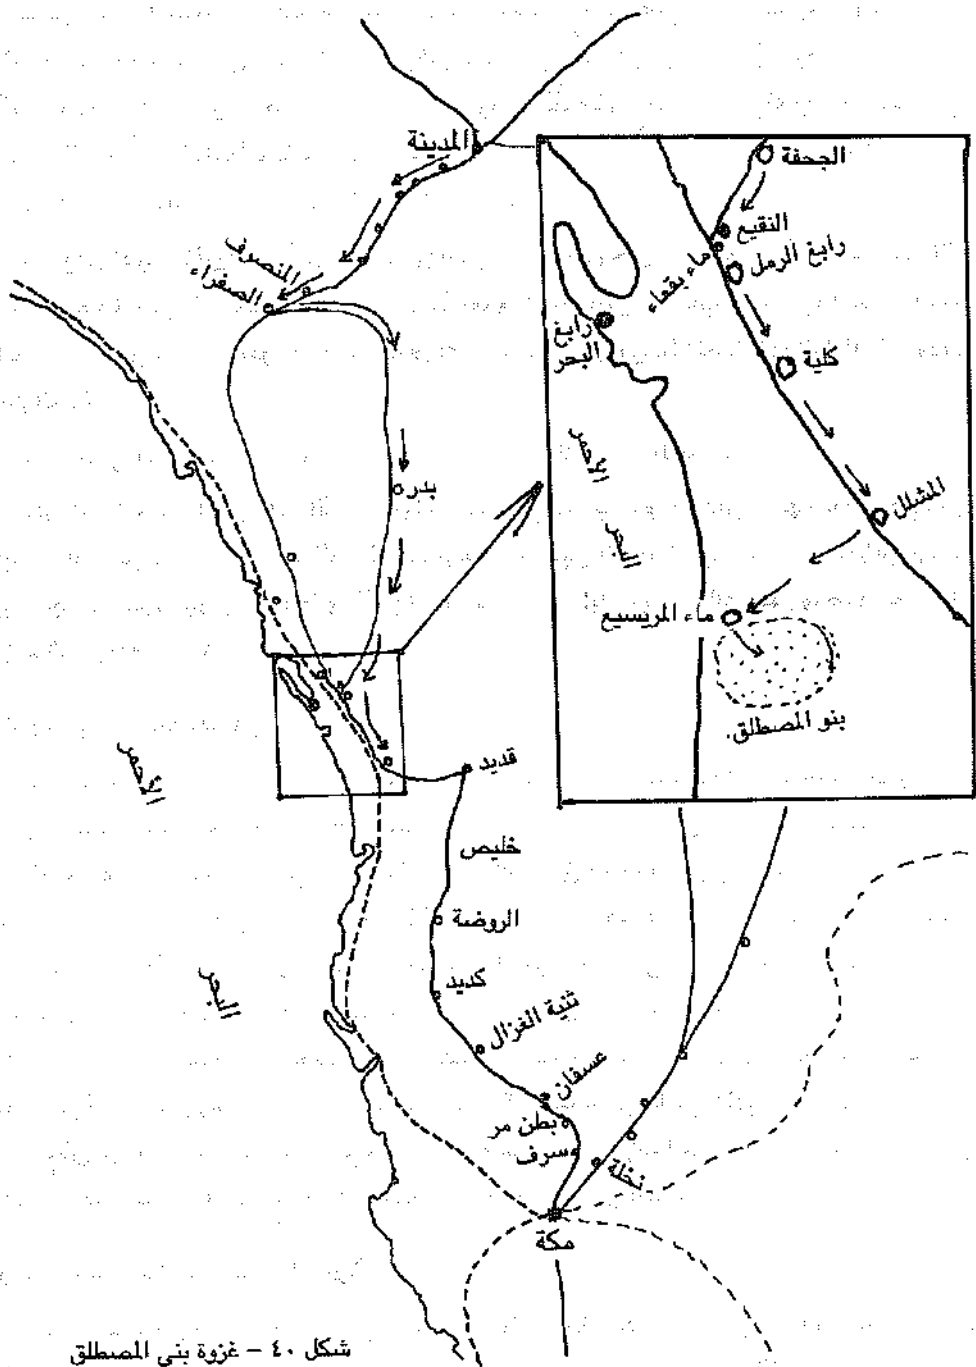 المدينة
المنصرف
الصفراء
بدر
الجحفة
النقيع
ماء بقعاء
رابغ الرمل
رابغ
البحر
كلية
المشلل
الأحمر
البحر
ماء المريسيع
بنو المصطلق.
الأحمر
البحر
قديد
خليص
الروضة
كديد
ثنية الغزال
عسفان
بطن مر
سرف
نخلة
مكة
شكل ٤٠ - غزوة بني المصطلق